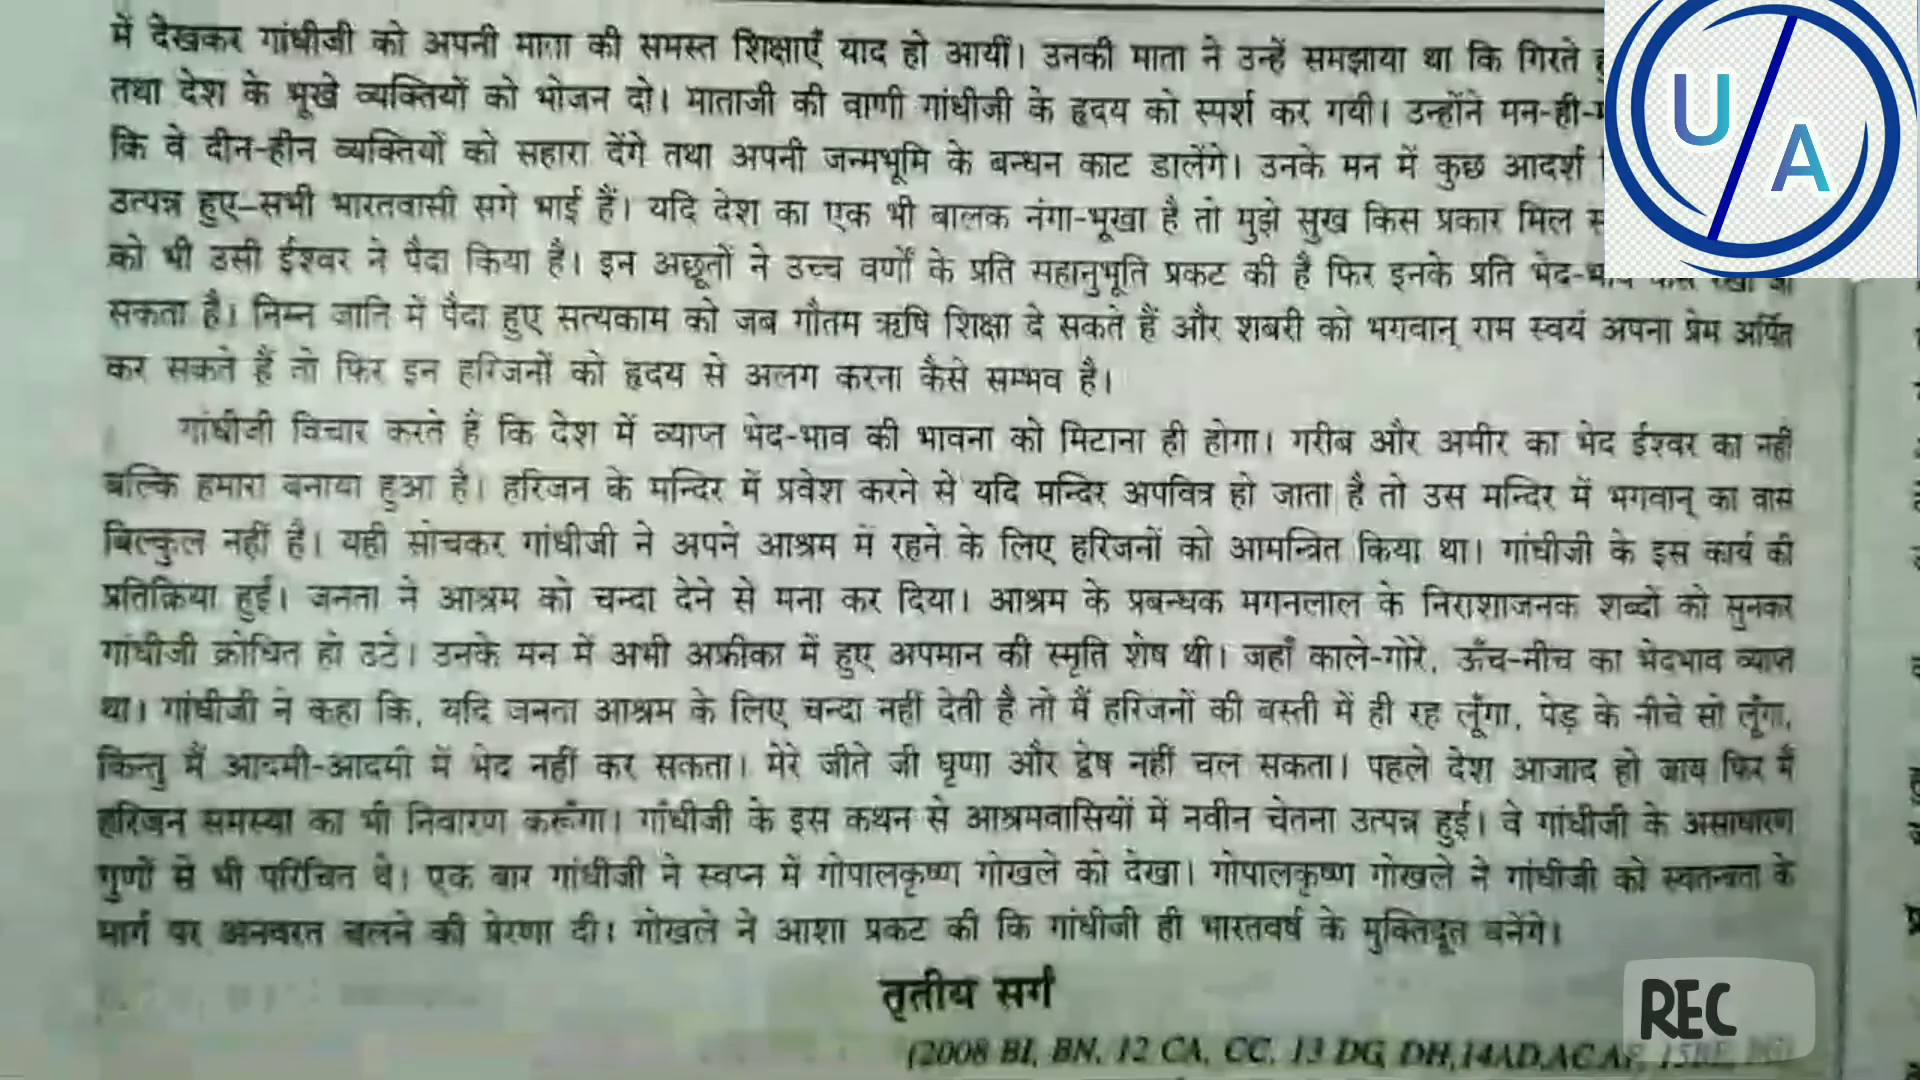 में देखकर गांधीजी को अपनी माता की समस्त शिक्षाएँ याद हो आयीं। उनकी माता ने उन्हें समझाया था कि गिरते
तथा देश के भूखे व्यक्तियों को भोजन दो। माताजी की वाणी गांधीजी के हृदय को स्पर्श कर गयी। उन्होंने मन-ही-
कि वे दीन-हीन व्यक्तियों को सहारा देंगे तथा अपनी जन्मभूमि के बन्धन काट डालेंगे। उनके मन में कुछ आदर्श
उत्पन्न हुए–सभी भारतवासी सगे भाई हैं। यदि देश का एक भी बालक नंगा-भूखा है तो मुझे सुख किस प्रकार मिल
को भी उसी ईश्वर ने पैदा किया है। इन अछूतों ने उच्च वर्णों के प्रति सहानुभूति प्रकट की है फिर इनके प्रति भेद-भाव कैसे रखा जा
सकता है। निम्न जाति में पैदा हुए सत्यकाम को जब गौतम ऋषि शिक्षा दे सकते हैं और शबरी को भगवान् राम स्वयं अपना प्रेम अर्पित
कर सकते हैं तो फिर इन हरिजनों को हृदय से अलग करना कैसे सम्भव है।
गांधीजी विचार करते हैं कि देश में व्याप्त भेद-भाव की भावना को मिटाना ही होगा। गरीब और अमीर का भेद ईश्वर का नहीं
बल्कि हमारा बनाया हुआ है। हरिजन के मन्दिर में प्रवेश करने से यदि मन्दिर अपवित्र हो जाता है तो उस मन्दिर में भगवान् का वास
बिल्कुल नहीं है। यही सोचकर गांधीजी ने अपने आश्रम में रहने के लिए हरिजनों को आमन्त्रित किया था। गांधीजी के इस कार्य की
प्रतिक्रिया हुई। जनता ने आश्रम को चन्दा देने से मना कर दिया। आश्रम के प्रबन्धक मगनलाल के निराशाजनक शब्दों को सुनकर
गांधीजी क्रोधित हो उठे। उनके मन में अभी अफ्रीका में हुए अपमान की स्मृति शेष थी। जहाँ काले-गोरे, ऊँच-नीच का भेदभाव व्याप्त
था। गांधीजी ने कहा कि, यदि जनता आश्रम के लिए चन्दा नहीं देती है तो मैं हरिजनों की बस्ती में ही रह लूँगा, पेड़ के नीचे सो लूँगा,
किन्तु मैं आदमी-आदमी में भेद नहीं कर सकता। मेरे जीते जी घृणा और द्वेष नहीं चल सकता। पहले देश आजाद हो जाय फिर मैं
हरिजन समस्या का भी निवारण करूँगा। गाँधीजी के इस कथन से आश्रमवासियों में नवीन चेतना उत्पन्न हुई। वे गांधीजी के असाधारण
गुणों से भी परिचित थे। एक बार गांधीजी ने स्वप्न में गोपालकृष्ण गोखले को देखा। गोपालकृष्ण गोखले ने गांधीजी को स्वतन्त्रता के
मार्ग पर अनवरत चलने की प्रेरणा दी। गोखले ने आशा प्रकट की कि गांधीजी ही भारतवर्ष के मुक्तिदूत बनेंगे।
तृतीय सर्ग
(2008 BI, BN, 12 CA, CC, 13 DG, DH, 14AD, AC, AF,
U/A
REC